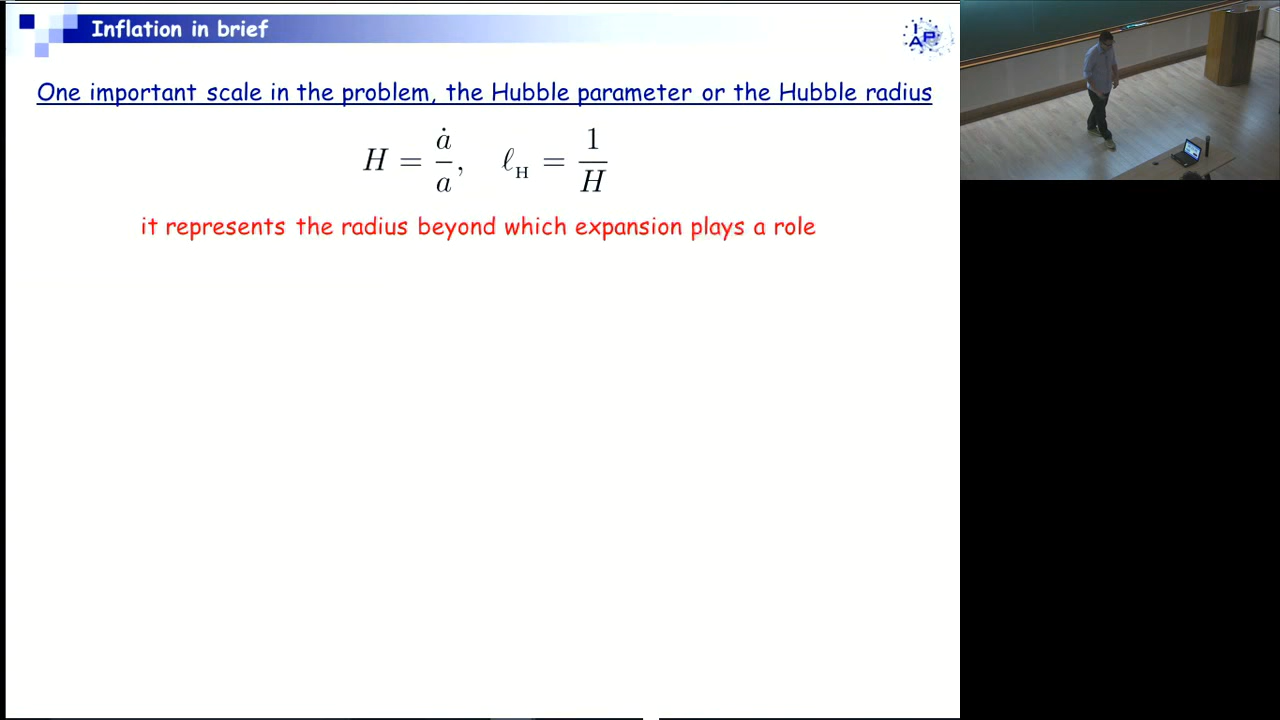 Inflation in brief
IAP
One important scale in the problem, the Hubble parameter or the Hubble radius
H = ȧ/a, ℓ_H = 1/H
it represents the radius beyond which expansion plays a role